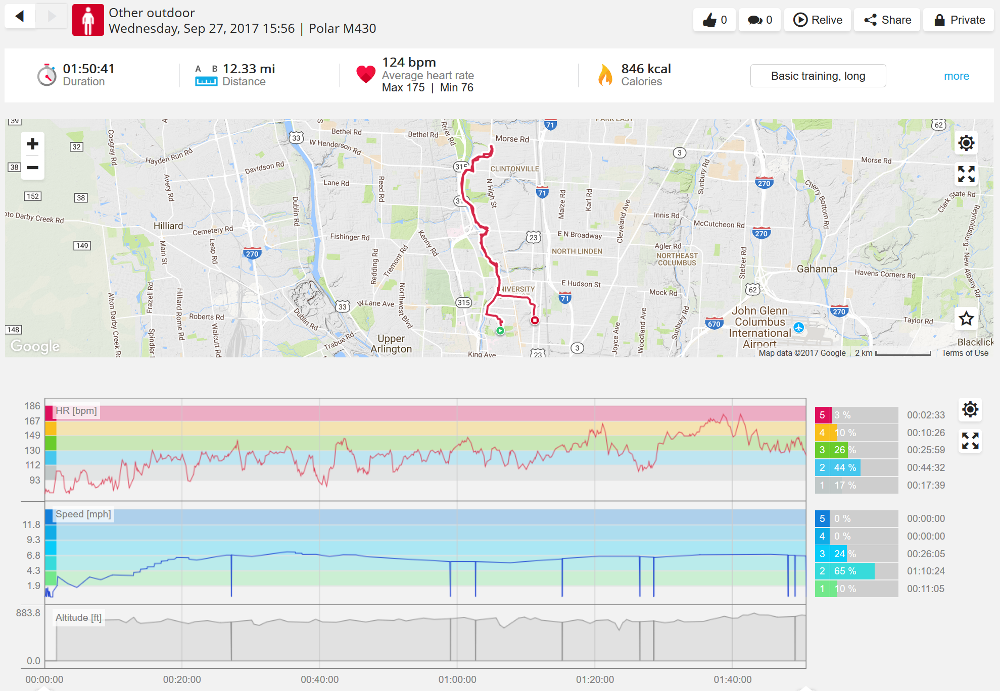 Other outdoor
Wednesday, Sep 27, 2017 15:56 | Polar M430
0
0
Relive
Share
Private
01:50:41
Duration
A B
12.33 mi
Distance
124 bpm
Average heart rate
Max 175 | Min 76
846 kcal
Calories
Basic training, long
more
39
32
38
152
38
149
148
Cosgray Rd
Hayden Run Rd
Davidson Rd
Avery Rd
Hilliard
Cemetery Rd
Main St
Leap Rd
270
Frazell Rd
Alton Darby Creek Rd
Hilliard Rome Rd
Roberts Rd
Walcutt Rd
Google
33
Bethel Rd
W Henderson Rd
Bethel Rd
River Rd
Lane Rd
Reed Rd
Dublin Rd
Fishinger Rd
Kenny Rd
Redding Rd
Tremont Rd
Northwest Blvd
W Lane Ave
33
Dublin Rd
Trabue Rd
Upper
Arlington
King Ave
315
315
71
Morse Rd
CLINTONVILLE
N High St
71
Maize Rd
Karl Rd
Cleveland Ave
23
E N Broadway
NORTH LINDEN
E Hudson St
71
3
23
3
62
Sunbury Rd
Morse Rd
270
Cherry Bottom Rd
Innis Rd
McCutcheon Rd
270
Agler Rd
NORTHEAST
COLUMBUS
Stelzer Rd
Gahanna
Havens Corners Rd
Reynoldsburg - New Albany Rd
62
Mock Rd
Joyce Ave
Woodland Ave
Sunbury Rd
670
John Glenn
Columbus
International
Airport
270
Taylor Rd
Map data ©2017 Google
2 km
Terms of Use
HR [bpm]
186
167
149
130
112
93
5 3 % 00:02:33
4 10 % 00:10:26
3 26 % 00:25:59
2 44 % 00:44:32
1 17 % 00:17:39
Speed [mph]
11.8
9.3
6.8
4.3
1.9
5 0 % 00:00:00
4 0 % 00:00:00
3 24 % 00:26:05
2 65 % 01:10:24
1 10 % 00:11:05
Altitude [ft]
883.8
0.0
00:00:00 00:20:00 00:40:00 01:00:00 01:20:00 01:40:00